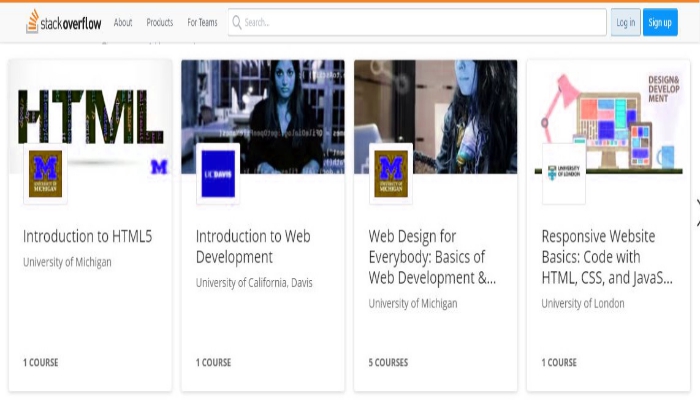 stackoverflow
About
Products
For Teams
Search...
Log in
Sign up
HTML
DESIGN&
DEVELOP
MENT
M
UNIVERSITY OF
MICHIGAN
M
UC DAVIS
M
UNIVERSITY OF
MICHIGAN
UNIVERSITY
OF LONDON
Introduction to HTML5
University of Michigan
1 COURSE
Introduction to Web
Development
University of California, Davis
1 COURSE
Web Design for
Everybody: Basics of
Web Development &...
University of Michigan
5 COURSES
Responsive Website
Basics: Code with
HTML, CSS, and JavaS...
University of London
1 COURSE